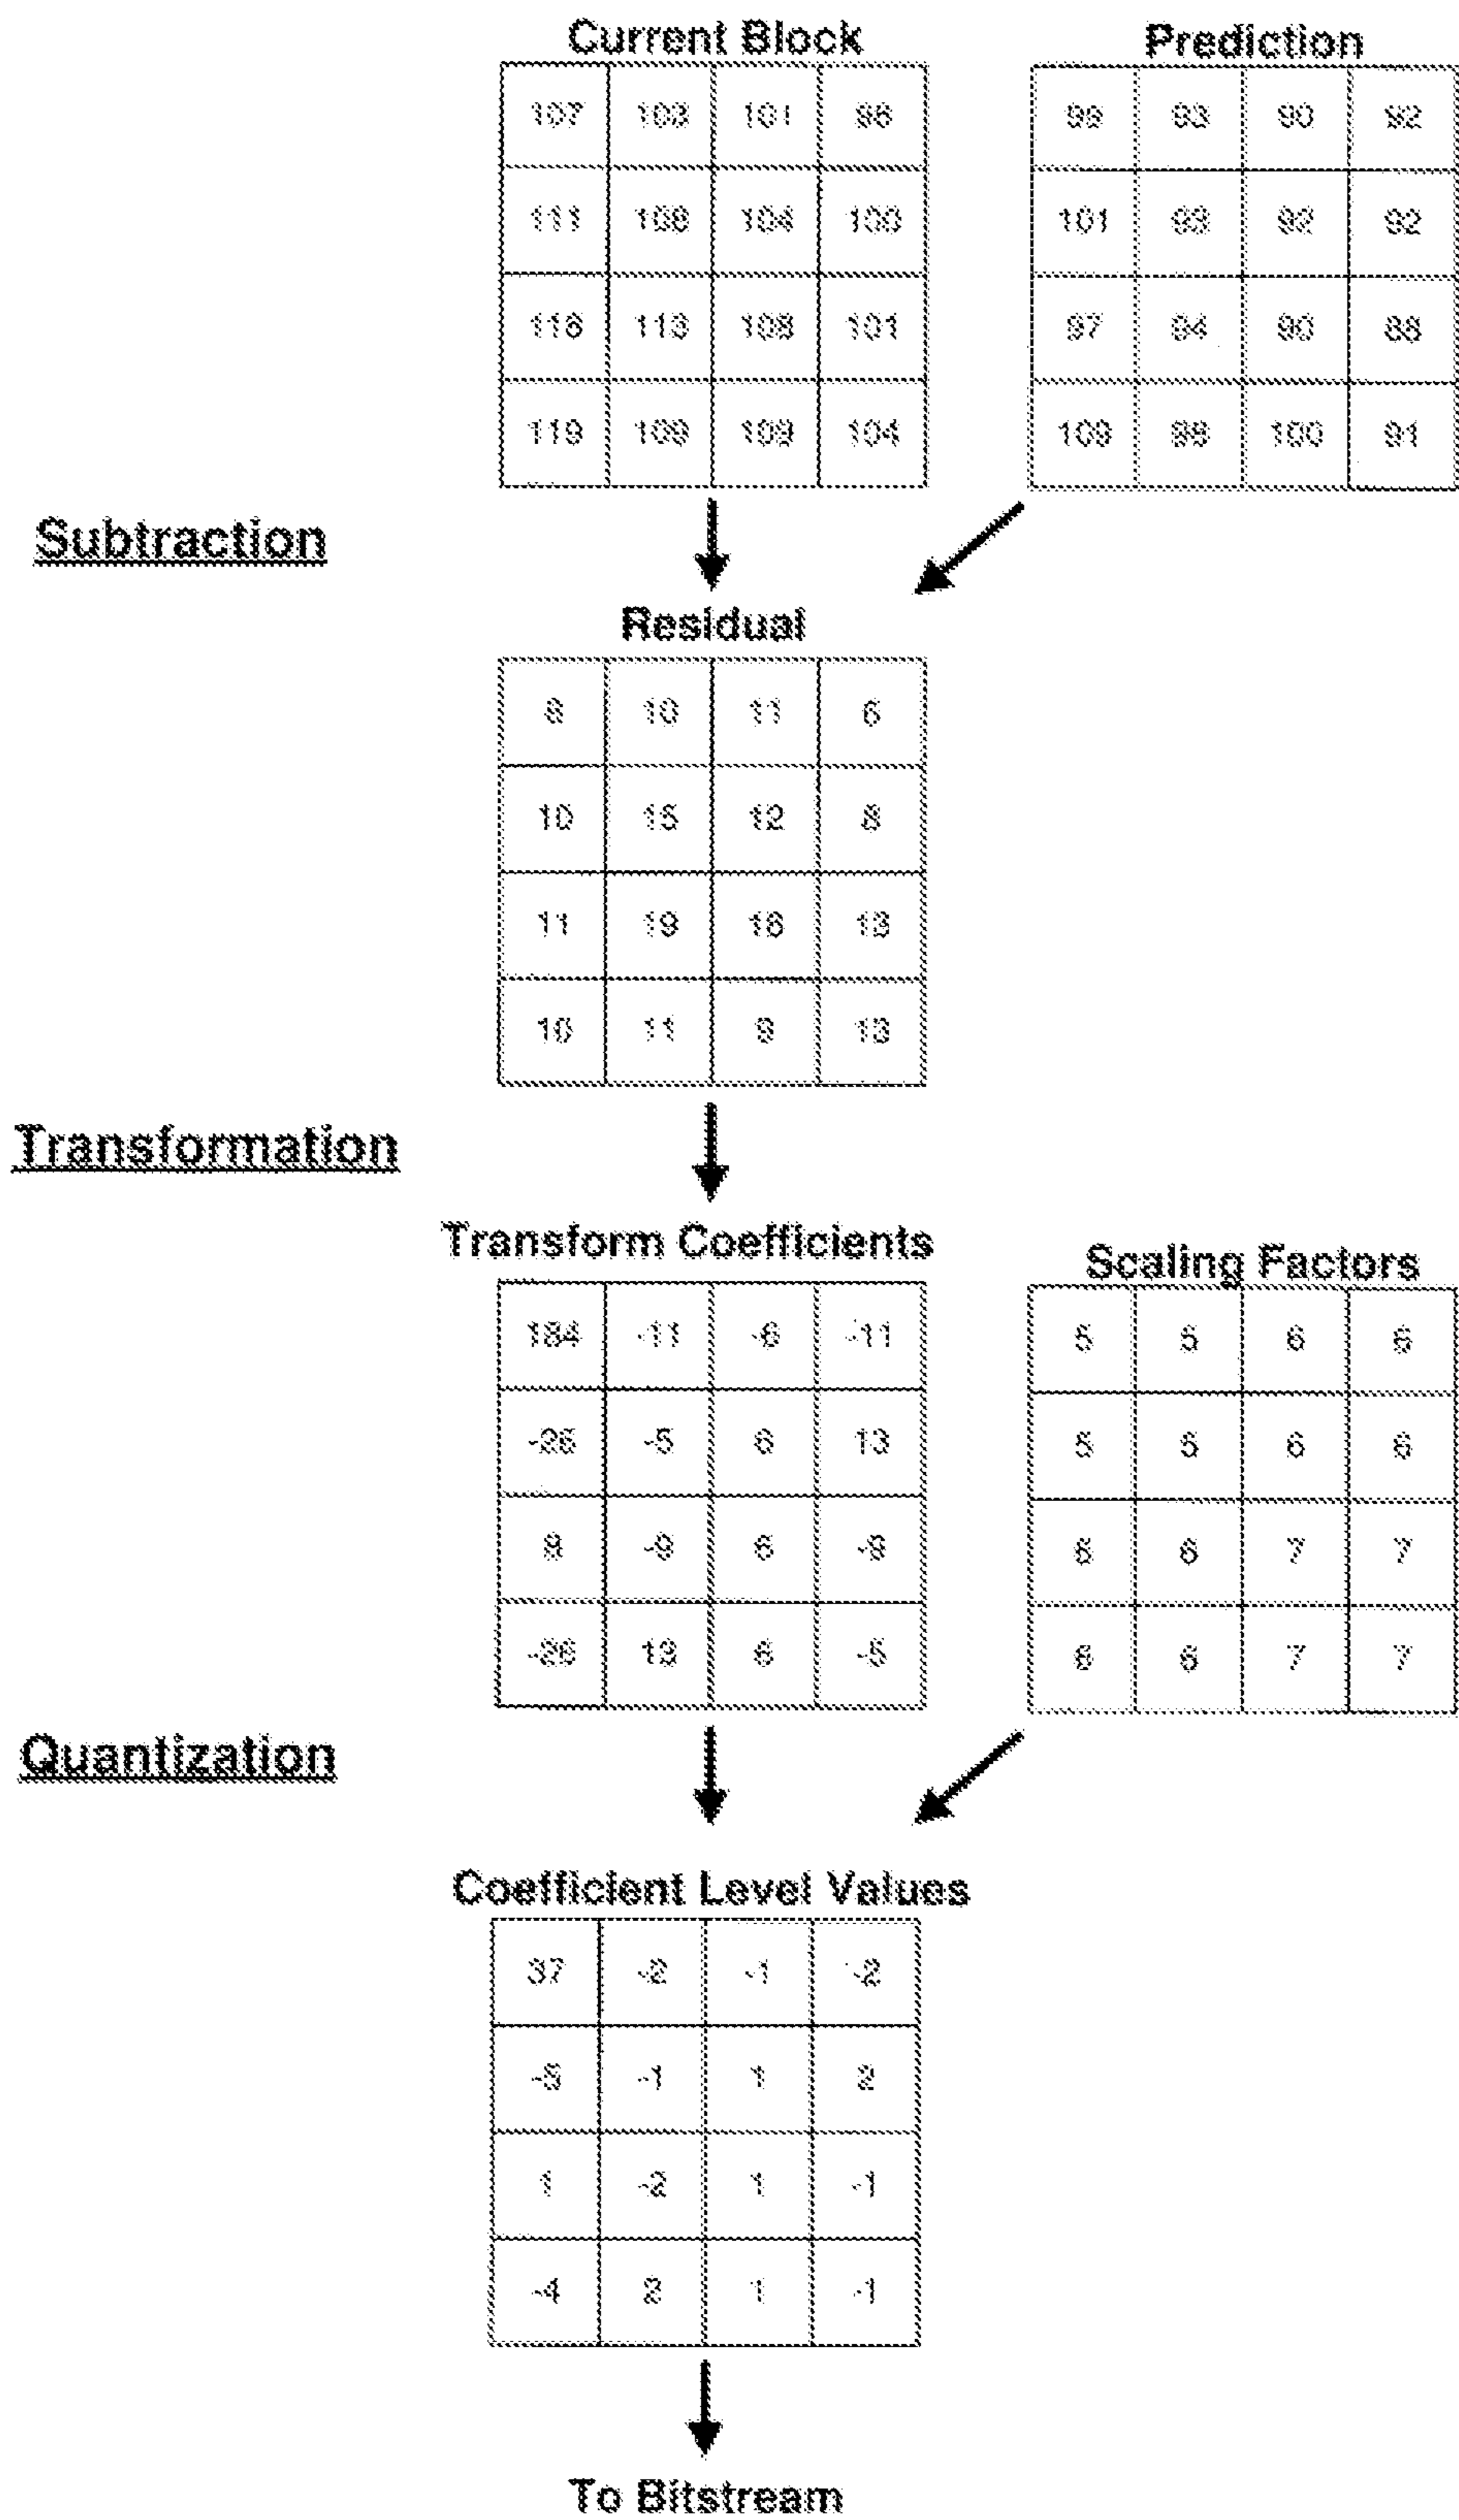 Current Block
Prediction
107 103 101 98
99 93 90 92
111 108 104 100
101 93 92 92
118 113 108 101
97 94 90 88
119 109 109 104
109 98 100 91
Subtraction
Residual
8 10 11 6
10 15 12 8
11 19 18 13
10 11 9 13
Transformation
Transform Coefficients
Scaling Factors
184 -11 -6 -11
5 5 6 6
-26 -5 6 13
5 5 6 6
8 -9 6 -9
6 6 7 7
-26 13 6 -5
6 6 7 7
Quantization
Coefficient Level Values
37 -2 -1 -2
-5 -1 1 2
1 -2 1 -1
-4 2 1 -1
To Bitstream